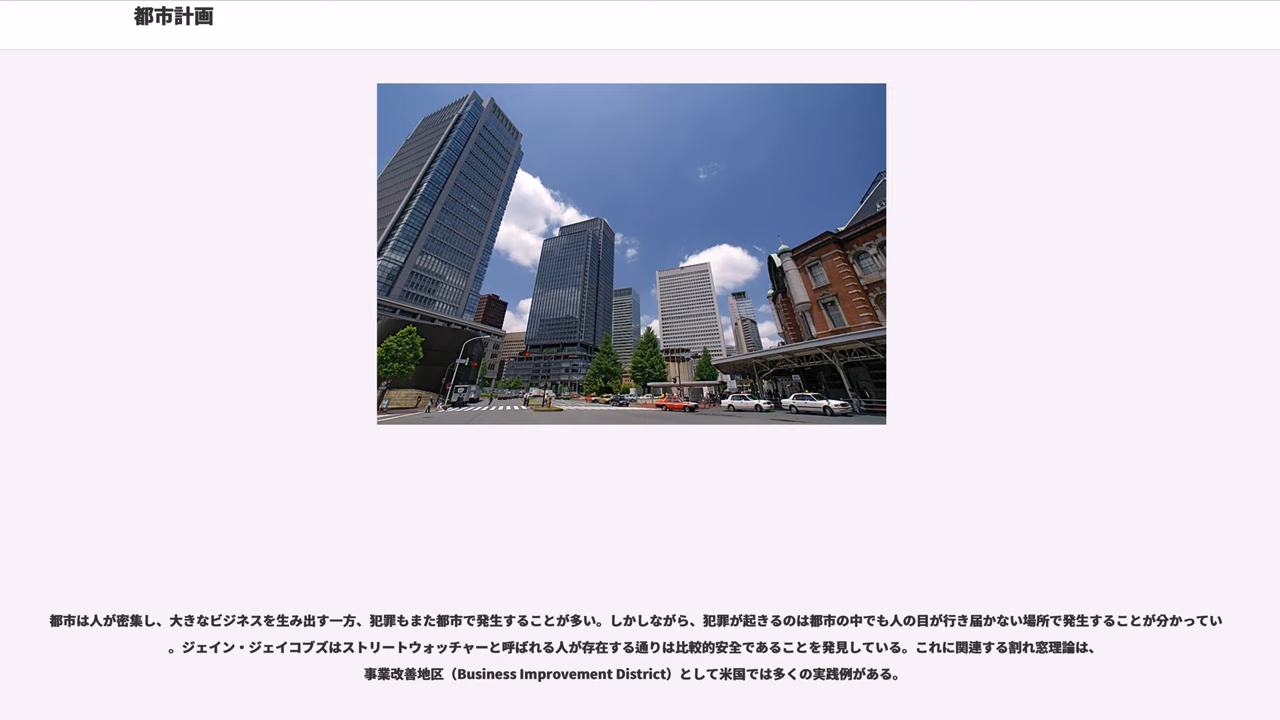 都市計画
都市は人が密集し、大きなビジネスを生み出す一方、犯罪もまた都市で発生することが多い。しかしながら、犯罪が起きるのは都市の中でも人の目が行き届かない場所で発生することが分かってい
。ジェイン・ジェイコブズはストリートウォッチャーと呼ばれる人が存在する通りは比較的安全であることを発見している。これに関連する割れ窓理論は、
事業改善地区（Business Improvement District）として米国では多くの実践例がある。